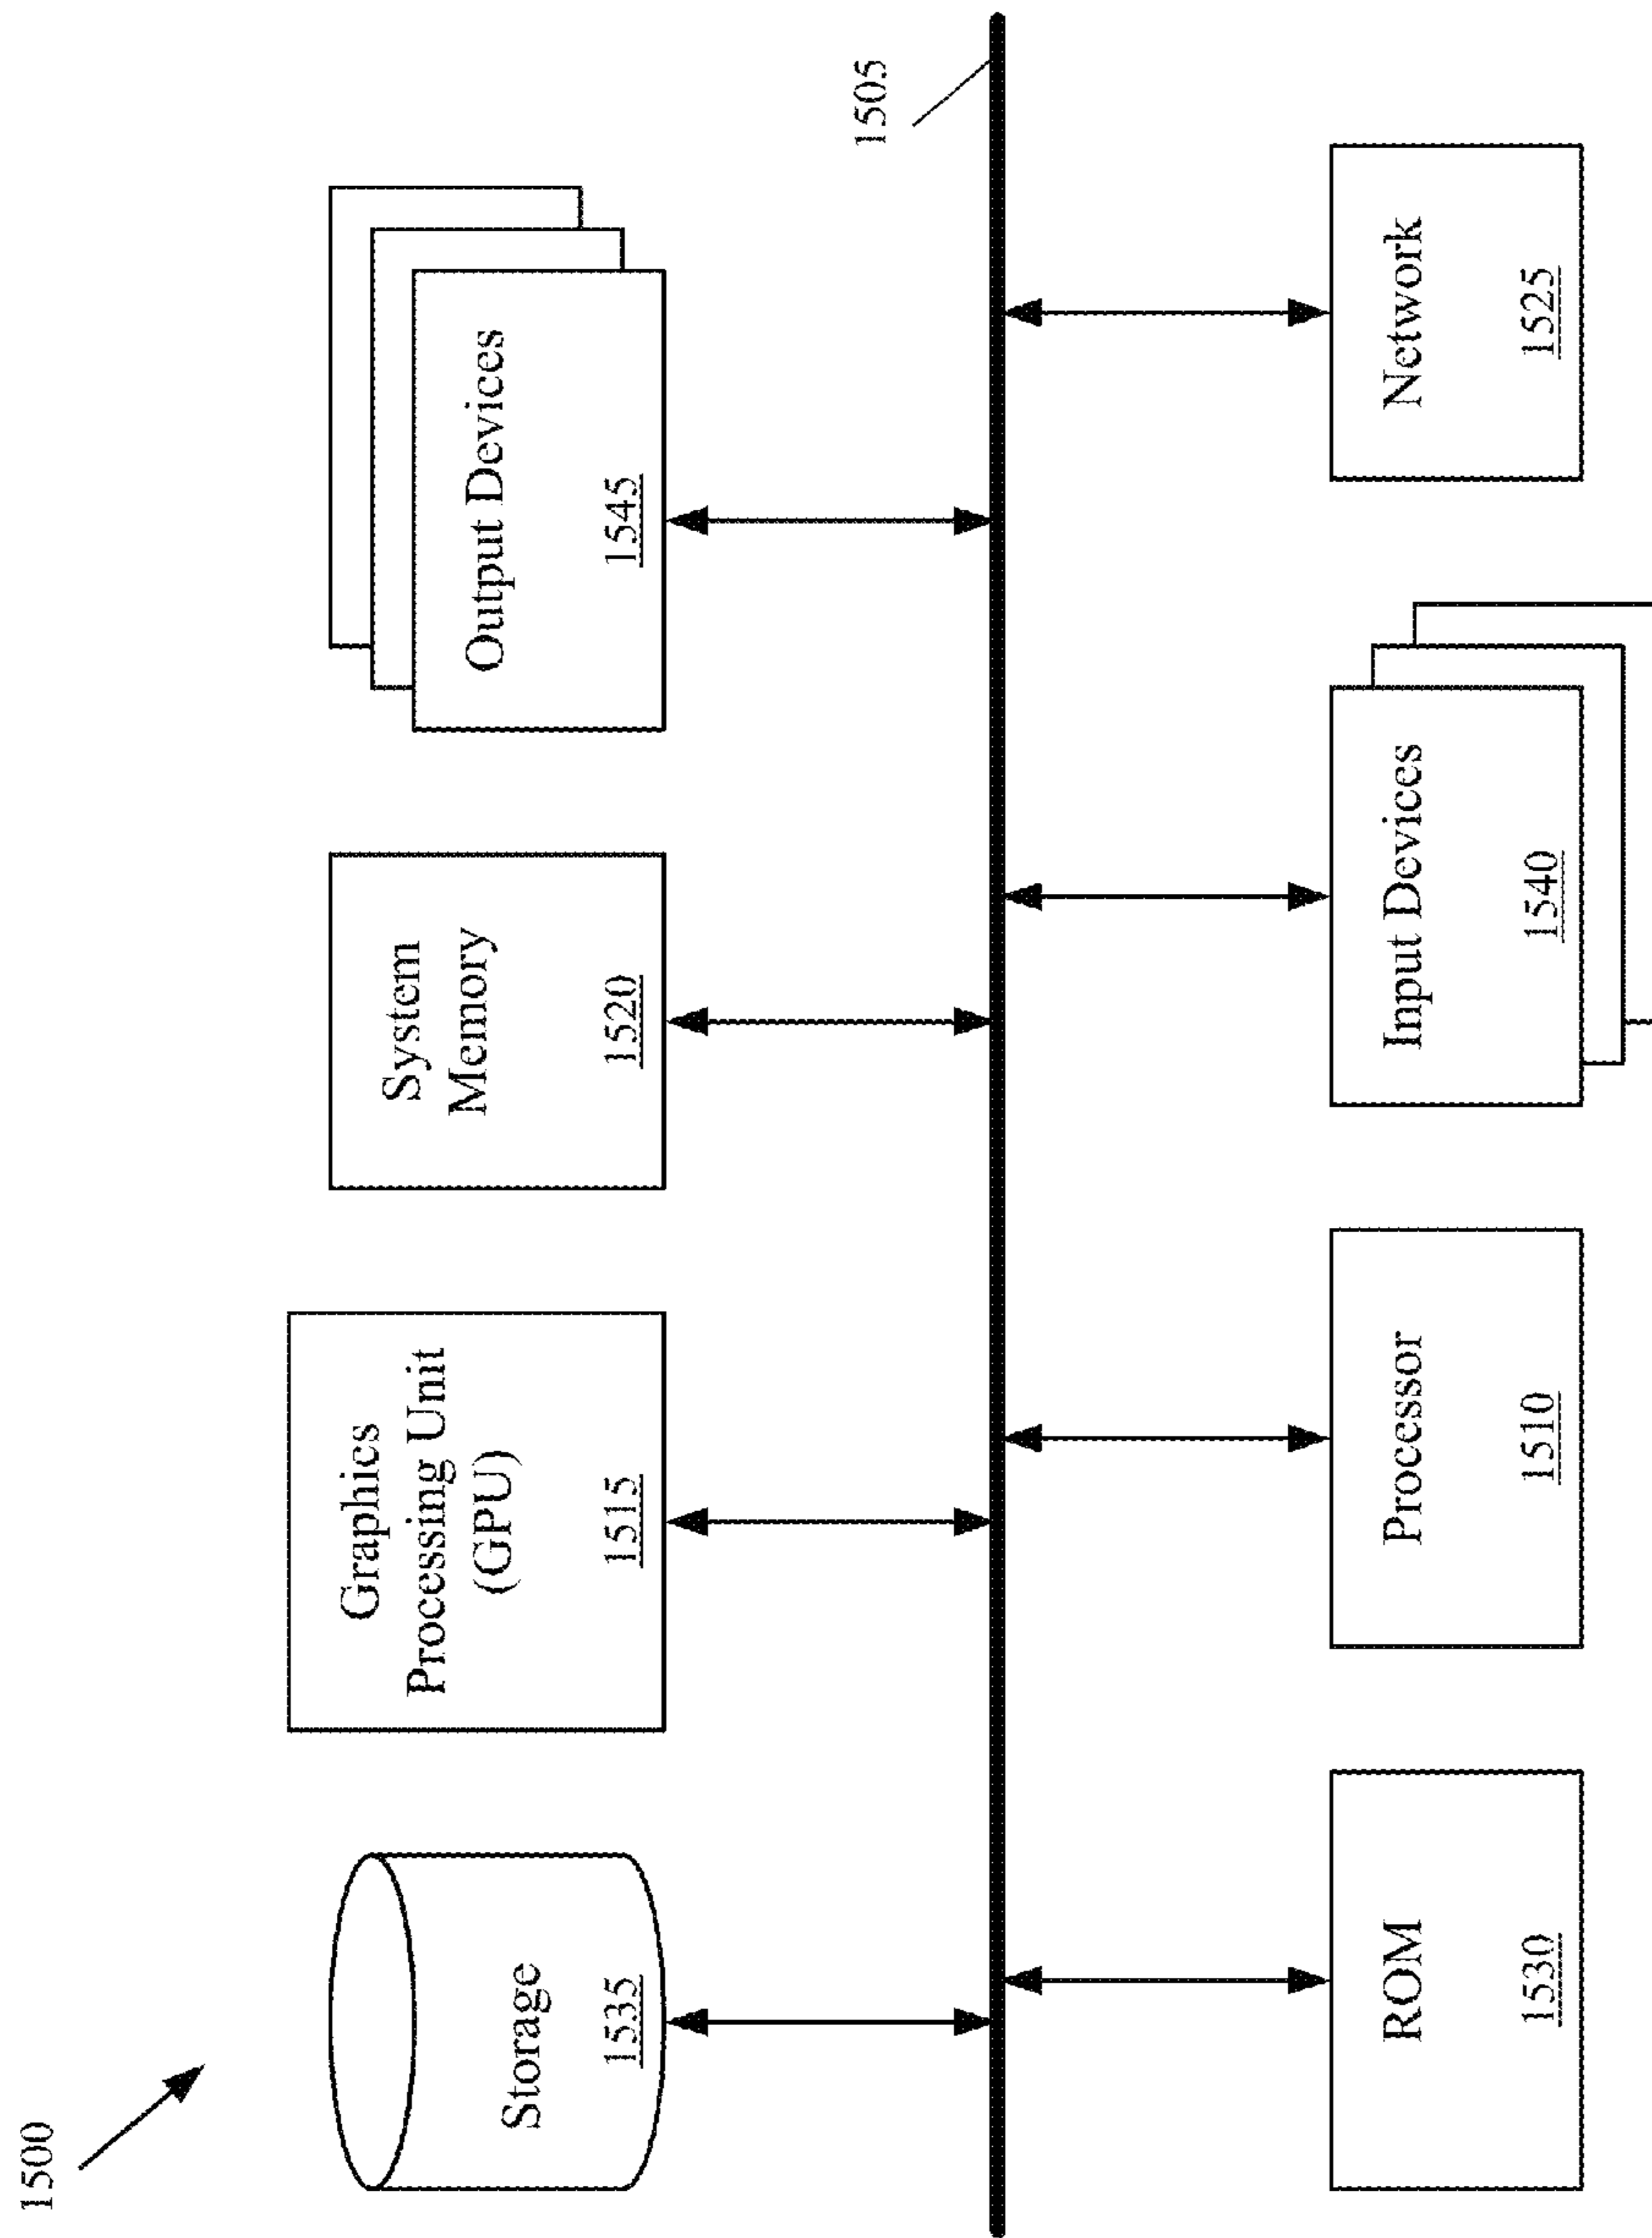 1500
Storage
1535
Graphics
Processing Unit
(GPU)
1515
System
Memory
1520
Output Devices
1545
1505
ROM
1530
Processor
1510
Input Devices
1540
Network
1525